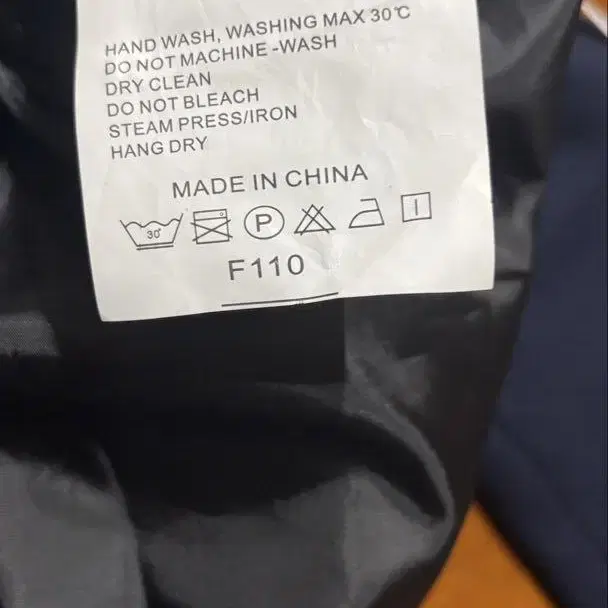 HAND WASH, WASHING MAX 30℃
DO NOT MACHINE -WASH
DRY CLEAN
DO NOT BLEACH
STEAM PRESS/IRON
HANG DRY
MADE IN CHINA
30° P
F110